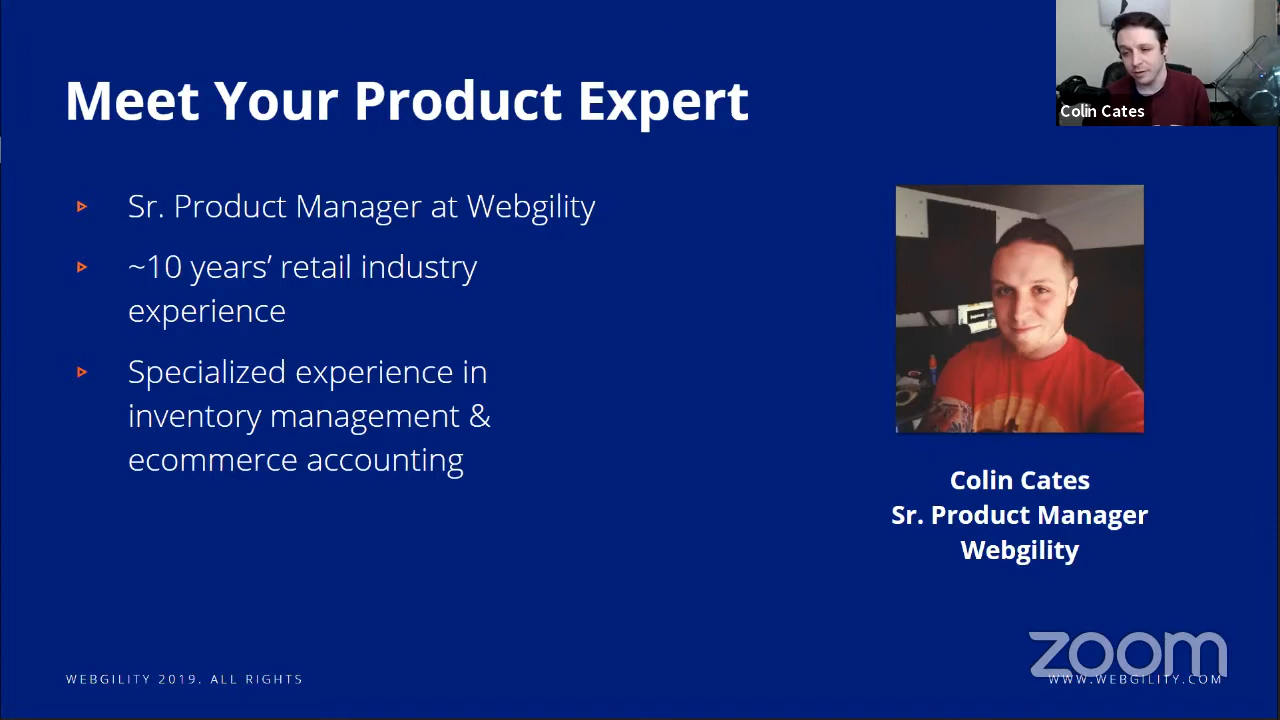 Meet Your Product Expert
Colin Cates
Sr. Product Manager at Webgility
~10 years’ retail industry
experience
Specialized experience in
inventory management &
ecommerce accounting
Colin Cates
Sr. Product Manager
Webgility
zoom
WEBGILITY 2019. ALL RIGHTS
WWW.WEBGILITY.COM